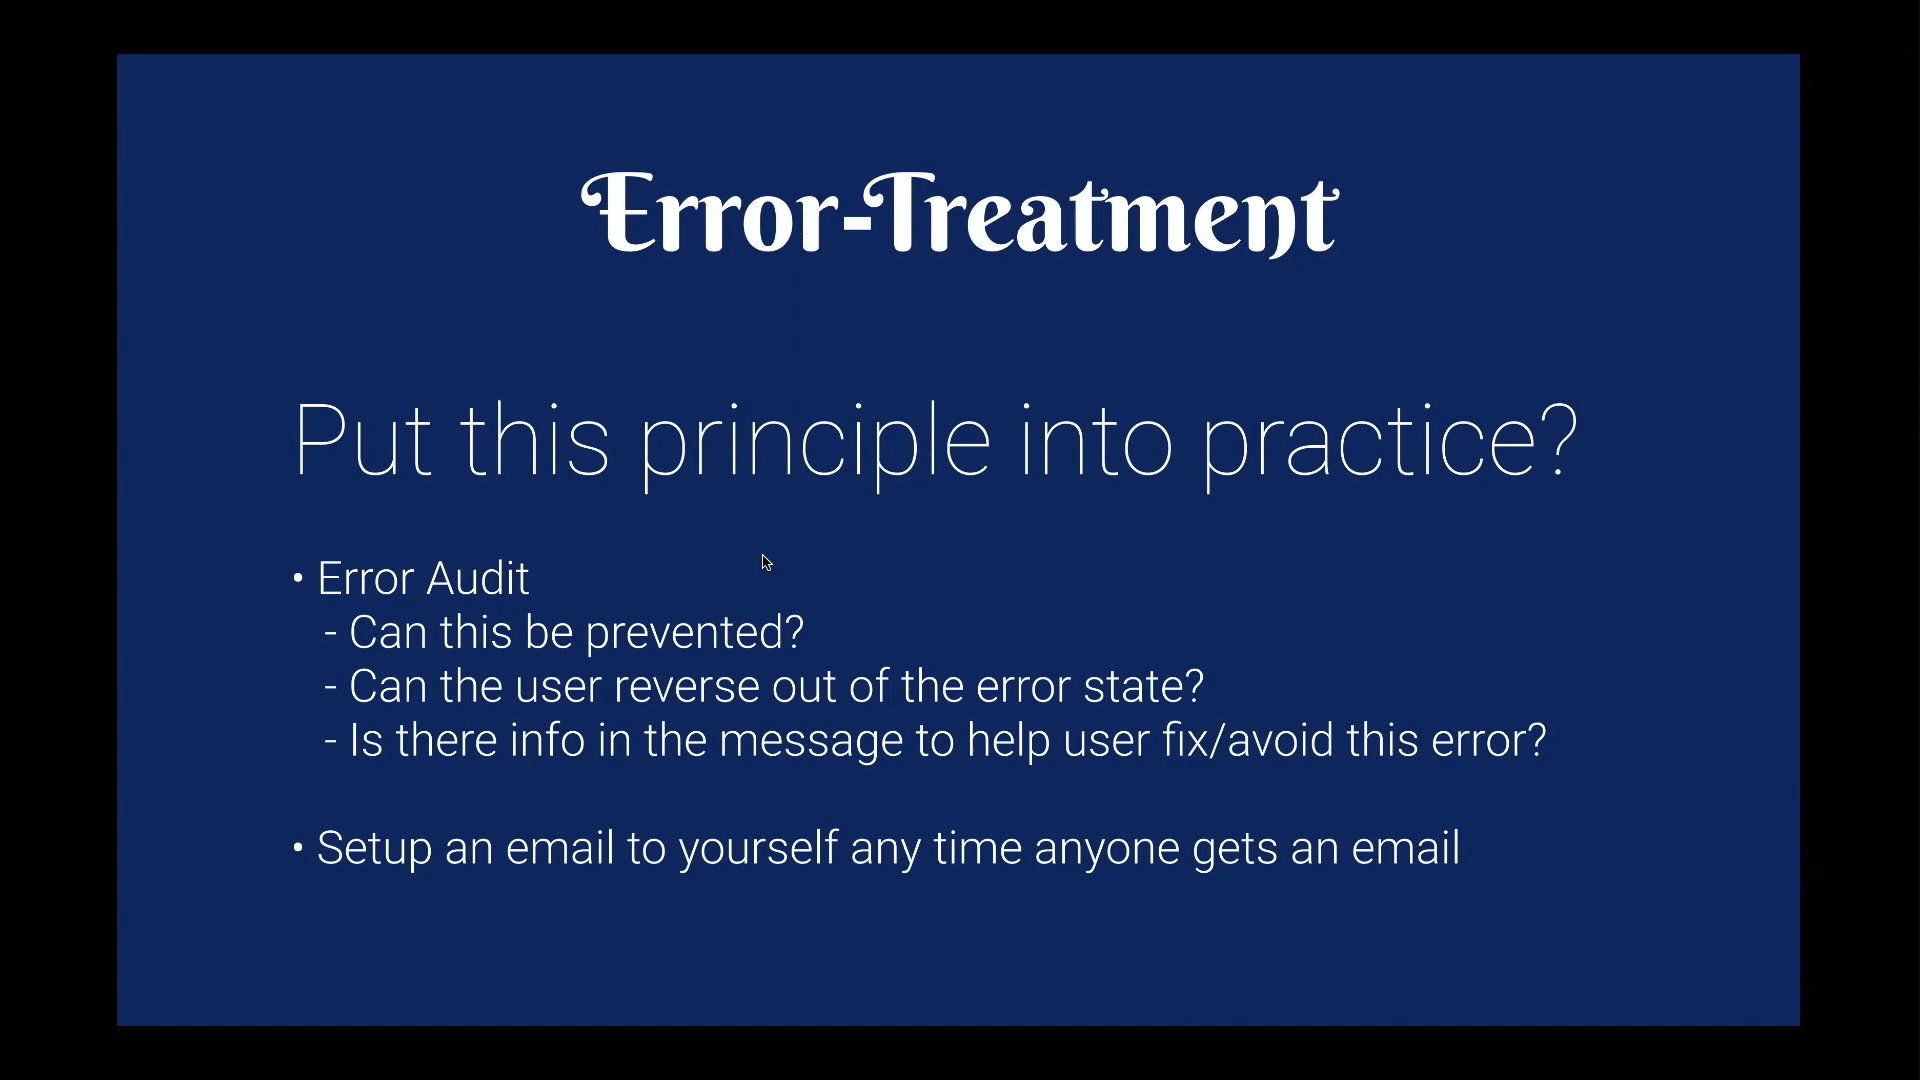 Error-Treatment
Put this principle into practice?
• Error Audit
- Can this be prevented?
- Can the user reverse out of the error state?
- Is there info in the message to help user fix/avoid this error?
• Setup an email to yourself any time anyone gets an email